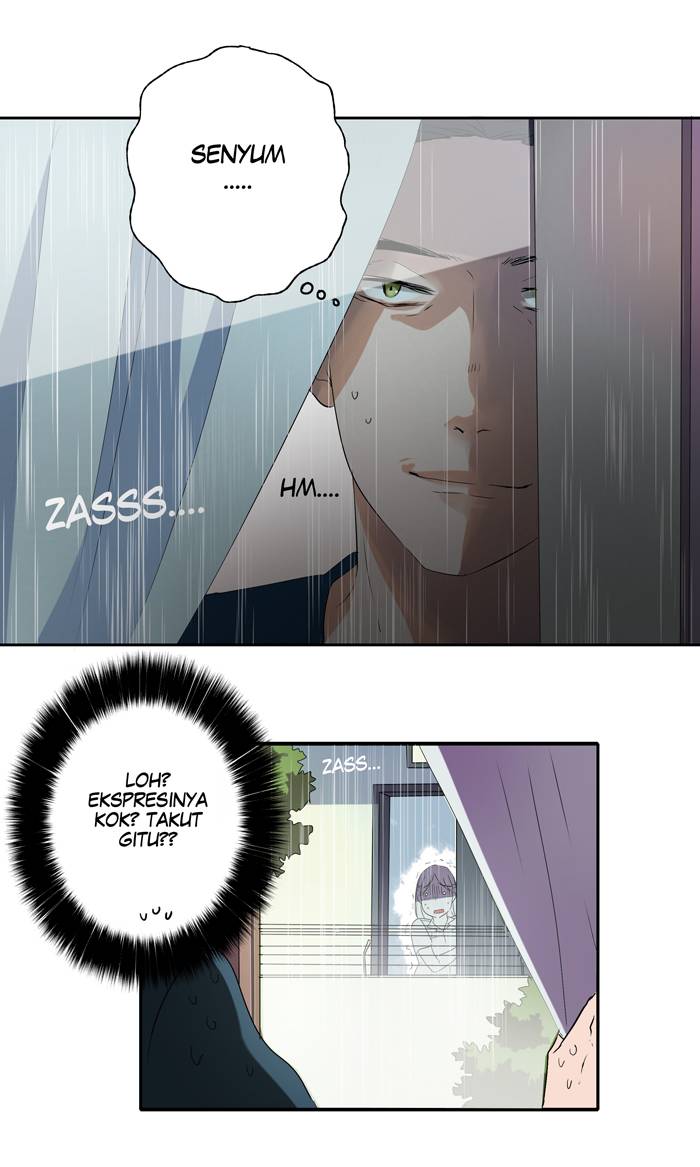 SENYUM
.....
HM....
ZASSS....
ZASS...
LOH?
EKSPRESINYA
KOK? TAKUT
GITU??